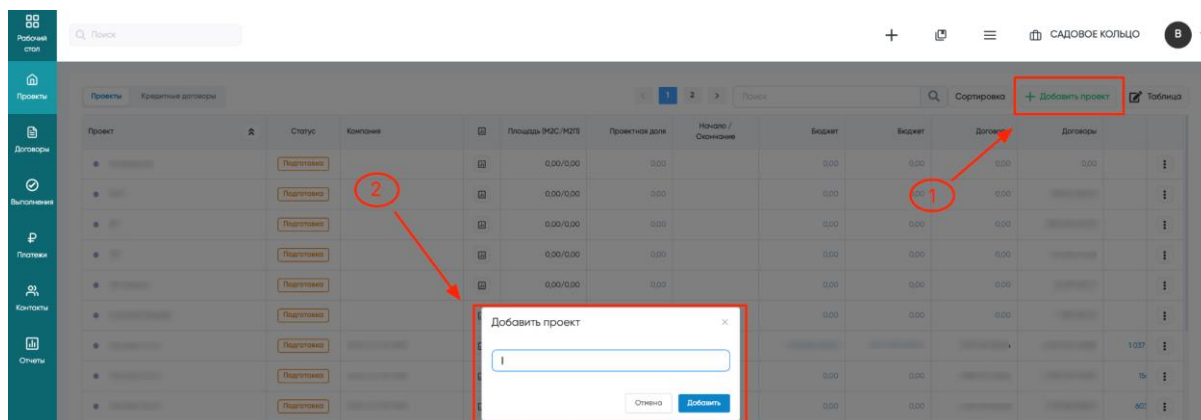 Рабочий стол
Поиск
САДОВОЕ КОЛЬЦО
B
Проекты
Договоры
Выполнения
Платежи
Контакты
Отчеты
Проекты Кредитные договоры
1 2 Поиск Сортировка + Добавить проект Таблица
Проект Статус Компания Площадь (М2С/М2П) Проектная доля Начало / Окончание Бюджет Бюджет Договоры
Подготовка 0,00/0,00 0,00 0,00 0,00 0,00 0,00
Подготовка 0,00/0,00 0,00 0,00 0,00 0,00
Подготовка 0,00/0,00 0,00 0,00 0,00 0,00
Подготовка 0,00/0,00 0,00 0,00 0,00 0,00
Подготовка 0,00/0,00 0,00 0,00 0,00 0,00
Подготовка 0,00 0,00 0,00
Подготовка 1 037
Подготовка 0,00 0,00
Подготовка 0,00 0,00
1
2
Добавить проект
Отмена Добавить